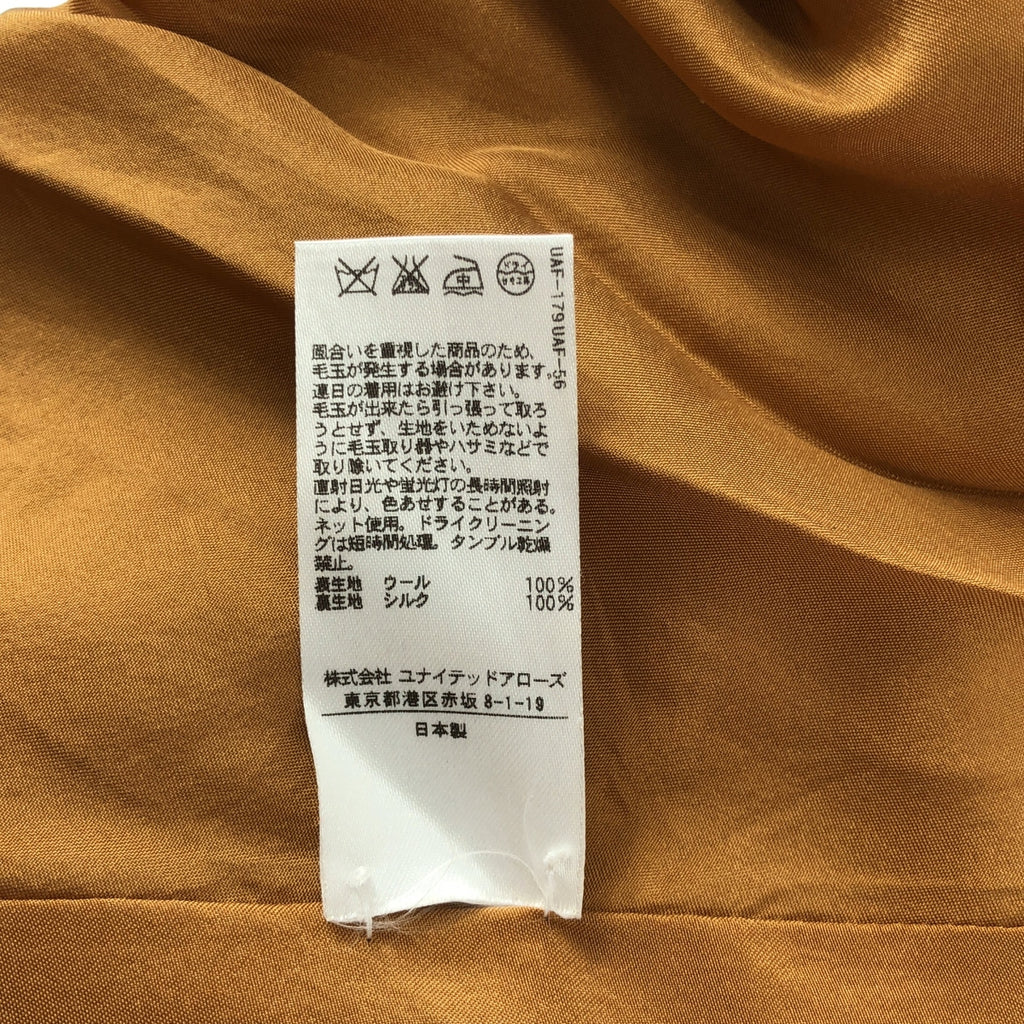 ドライ
セキユ系
UAF-179UAF-56
中
風合いを重視した商品のため、
毛玉が発生する場合があります。
連日の着用はお避け下さい。
毛玉が出来たら引っ張って取ろ
うとせず、生地をいためないよ
うに毛玉取り器やハサミなどで
取り除いてください。
直射日光や蛍光灯の長時間照射
により、色あせすることがある。
ネット使用。ドライクリーニン
グは短時間処理。タンブル乾燥
禁止。
表生地 ウール 100%
裏生地 シルク 100%
株式会社 ユナイテッドアローズ
東京都港区赤坂 8-1-19
日本製